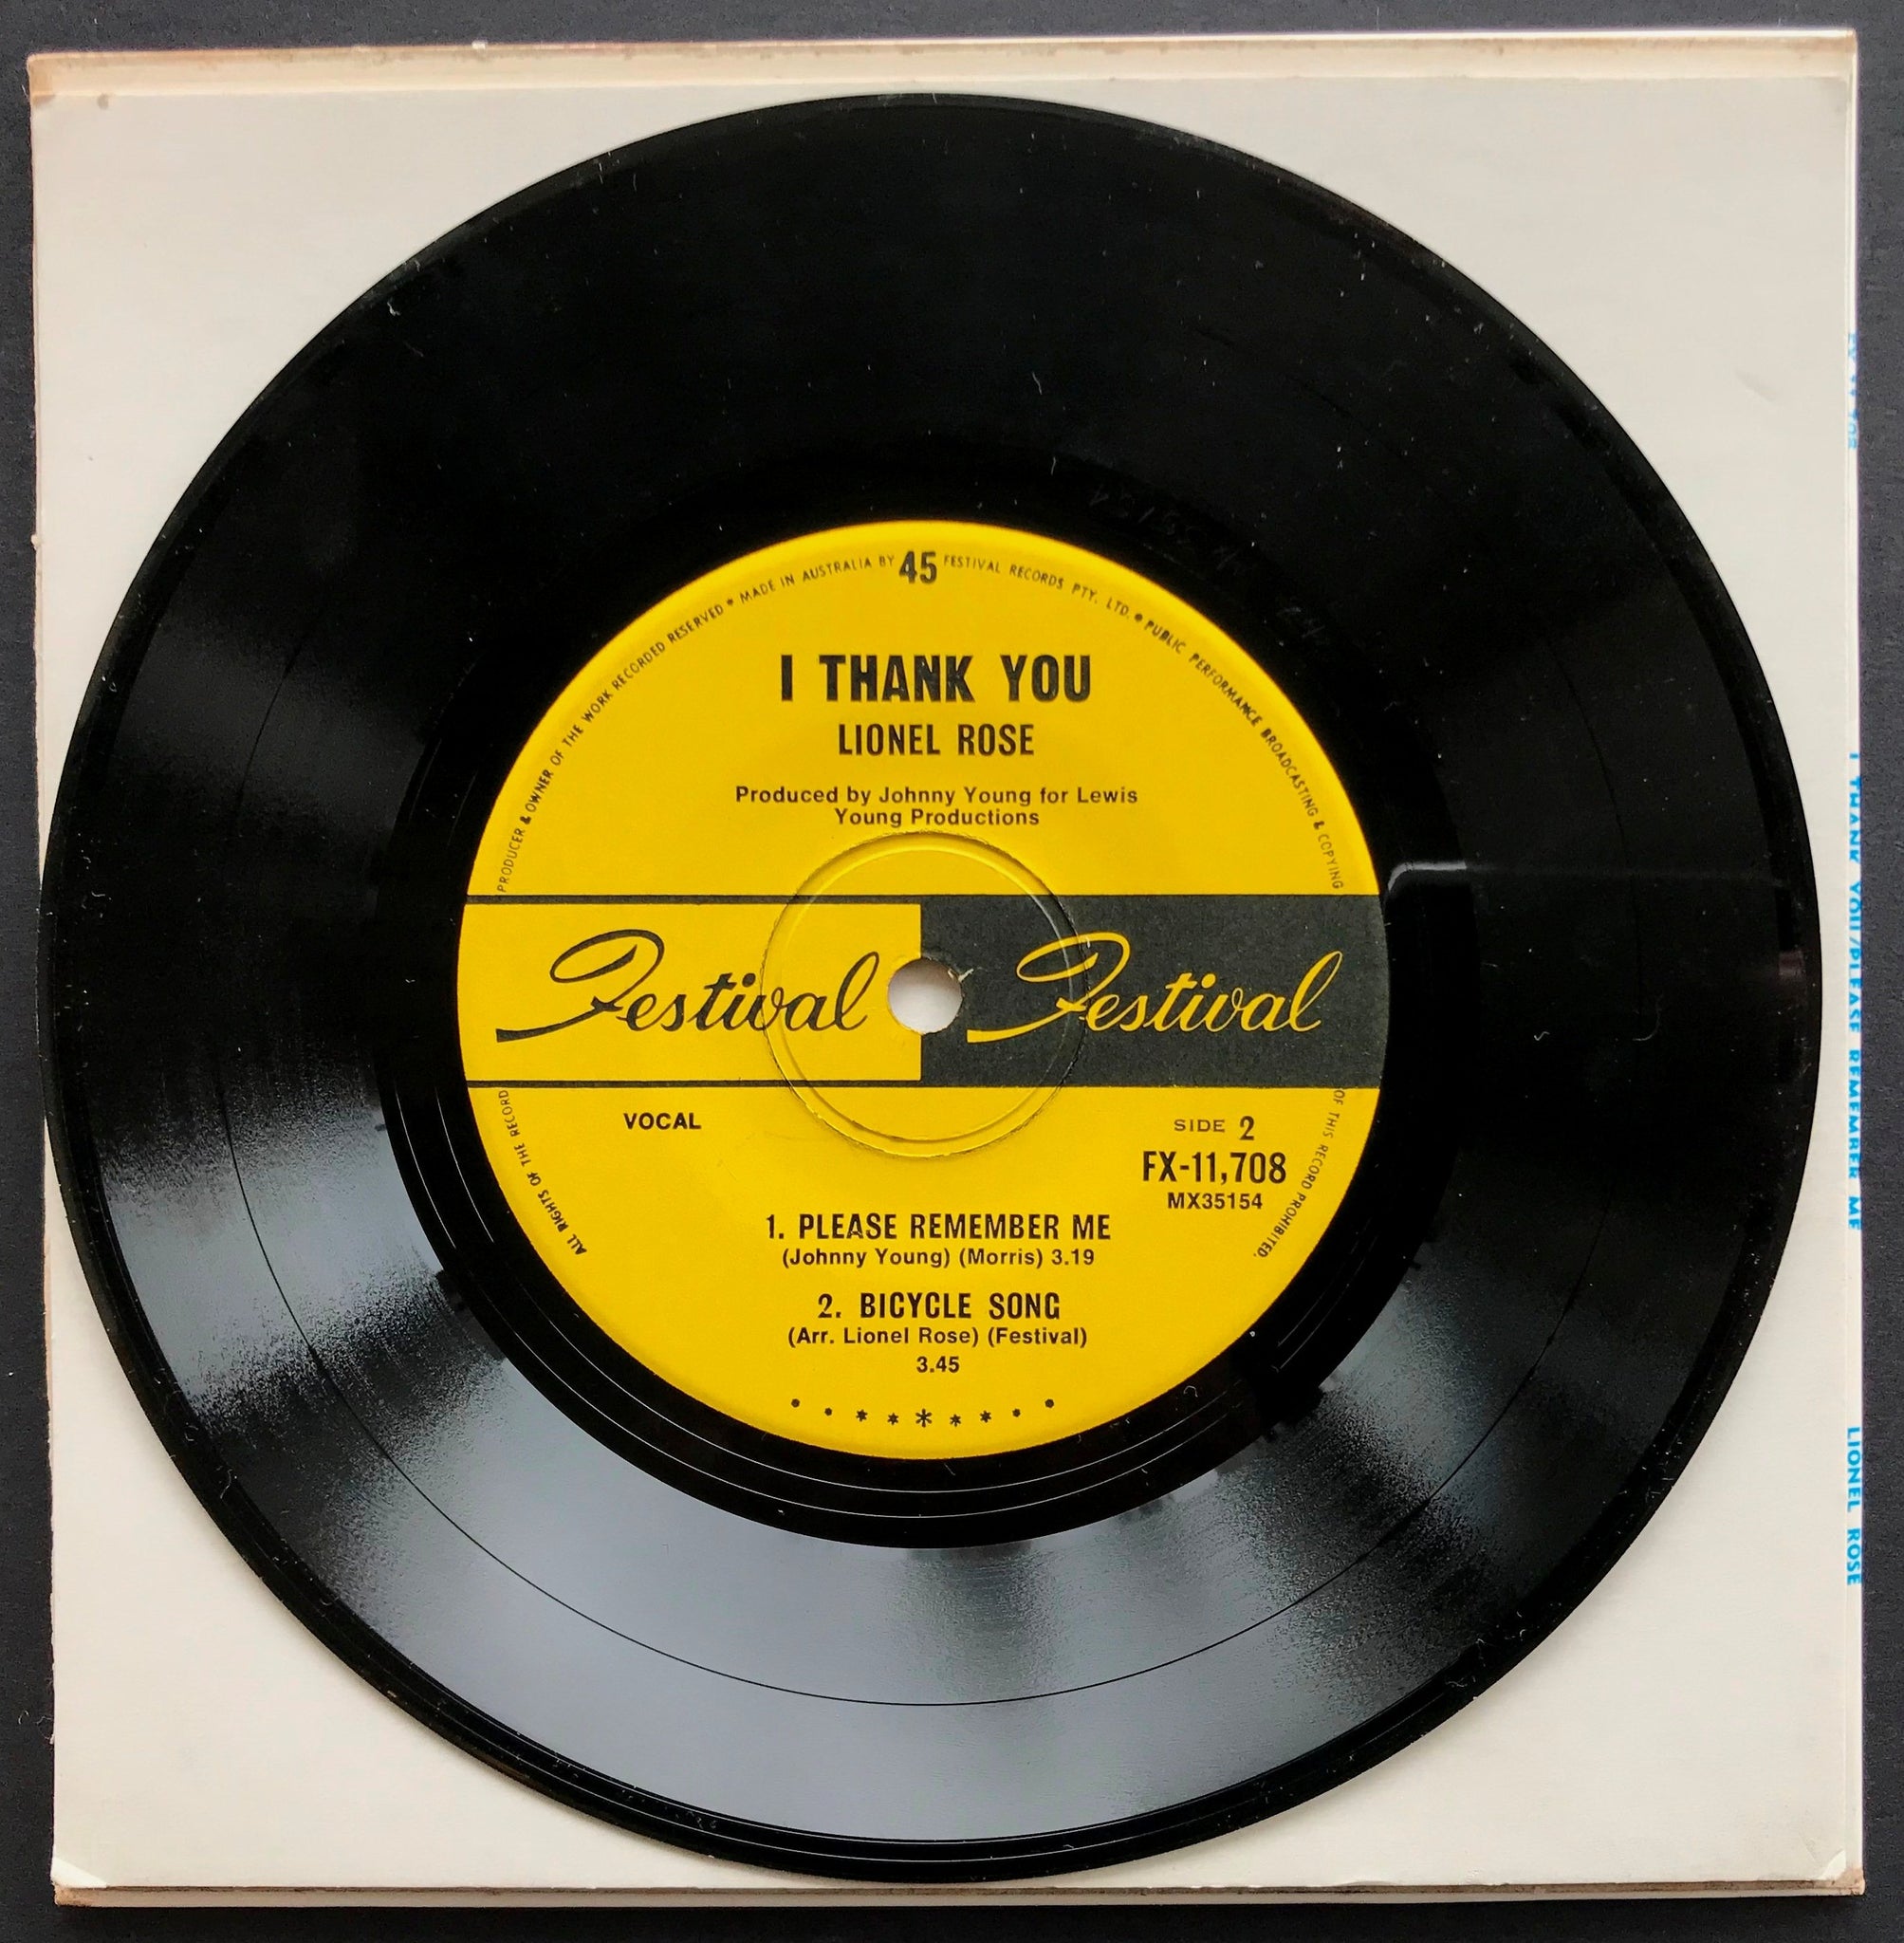 ALL RIGHTS OF THE RECORD PRODUCER & OWNER OF THE WORK RECORDED RESERVED * MADE IN AUSTRALIA BY 45 FESTIVAL RECORDS PTY. LTD. * PUBLIC PERFORMANCE BROADCASTING & COPYING OF THIS RECORD PROHIBITED.
I THANK YOU
LIONEL ROSE
Produced by Johnny Young for Lewis
Young Productions
Festival Festival
VOCAL
SIDE 2
FX-11,708
MX35154
1. PLEASE REMEMBER ME
(Johnny Young) (Morris) 3.19
2. BICYCLE SONG
(Arr. Lionel Rose) (Festival)
3.45
I THANK YOU/PLEASE REMEMBER ME
LIONEL ROSE